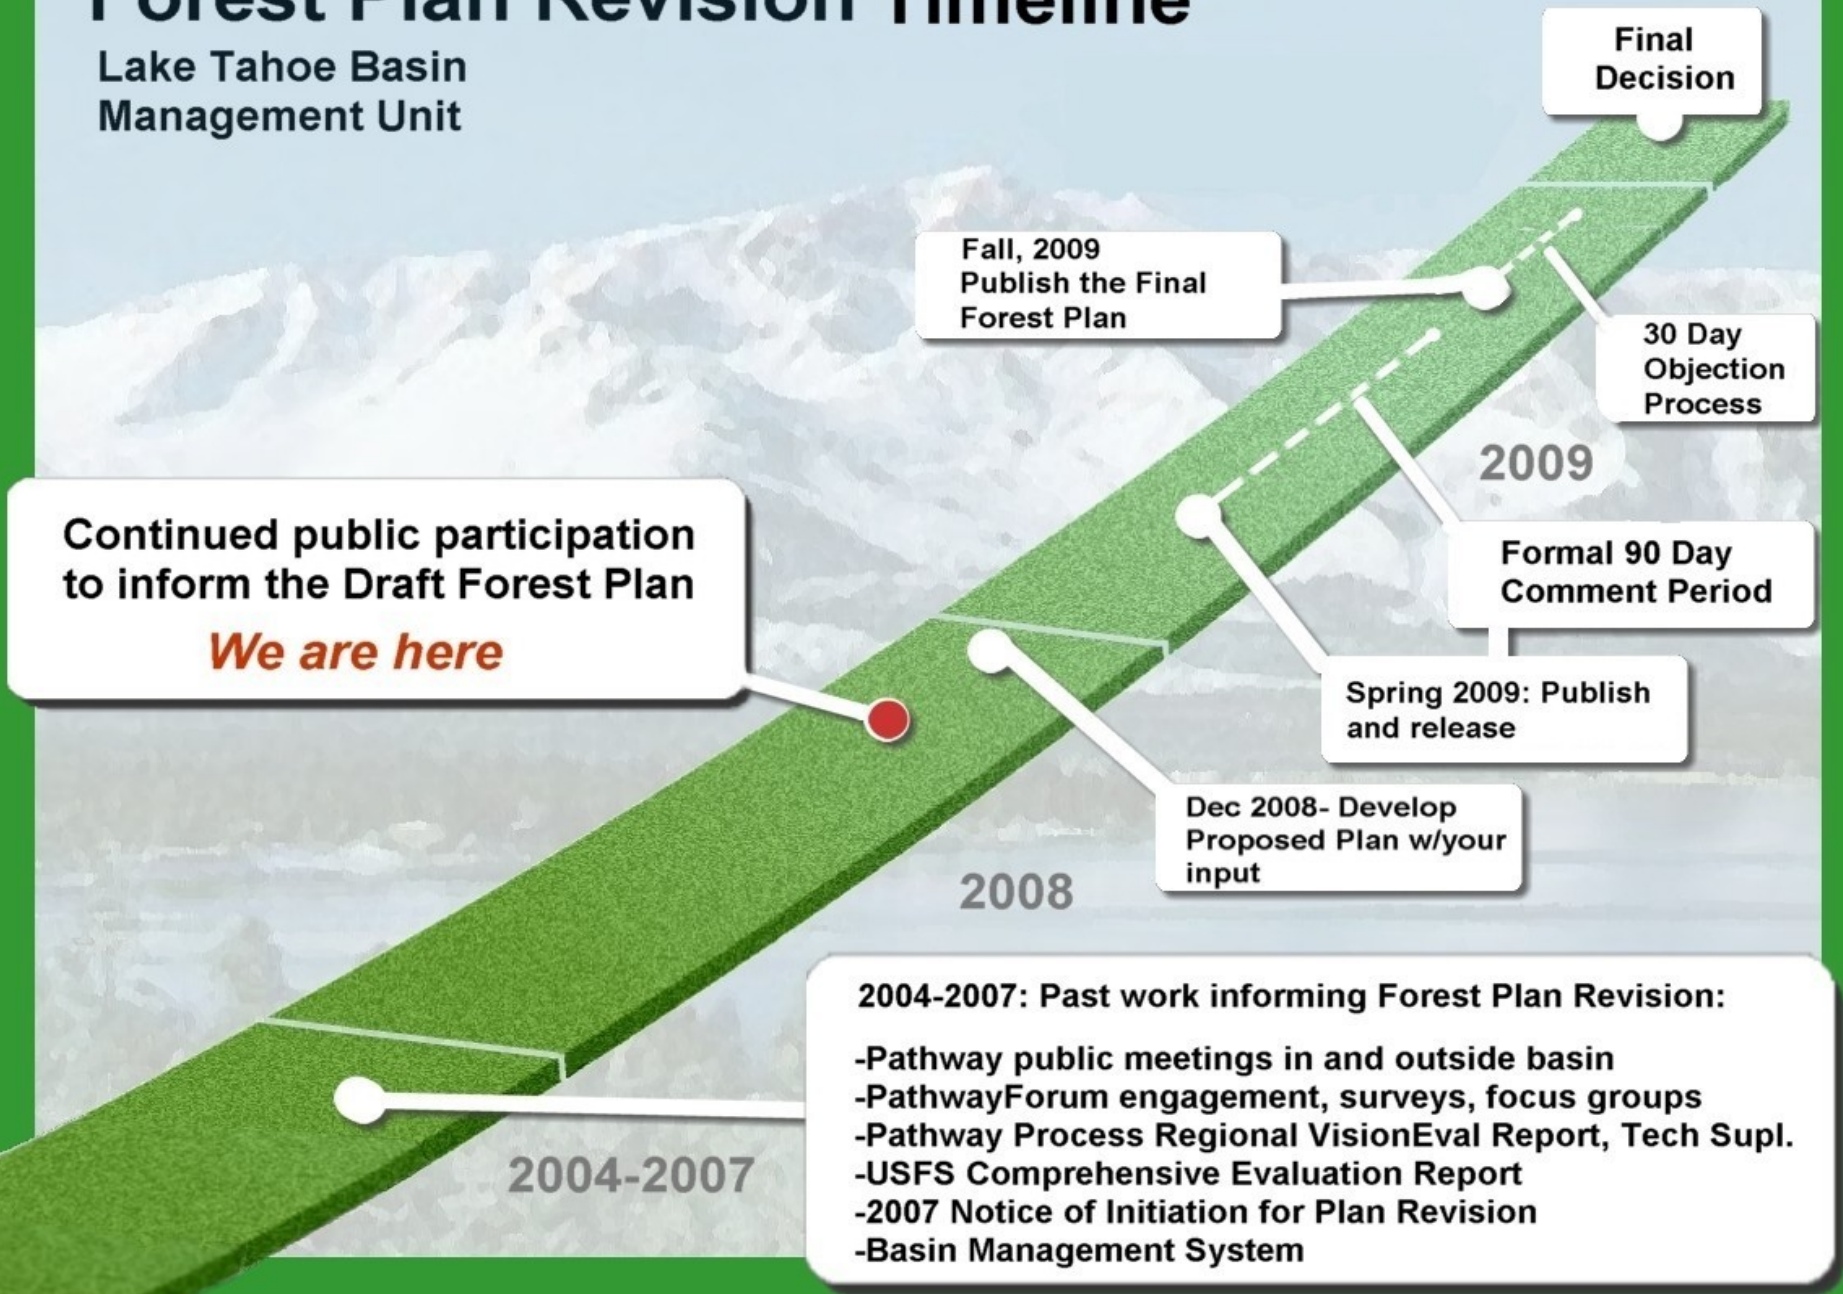 Forest Plan Revision Timeline
Lake Tahoe Basin
Management Unit
Final
Decision
Fall, 2009
Publish the Final
Forest Plan
30 Day
Objection
Process
2009
Continued public participation
to inform the Draft Forest Plan
We are here
Formal 90 Day
Comment Period
Spring 2009: Publish
and release
Dec 2008- Develop
Proposed Plan w/your
input
2008
2004-2007: Past work informing Forest Plan Revision:
-Pathway public meetings in and outside basin
-PathwayForum engagement, surveys, focus groups
-Pathway Process Regional VisionEval Report, Tech Supl.
-USFS Comprehensive Evaluation Report
-2007 Notice of Initiation for Plan Revision
-Basin Management System
2004-2007